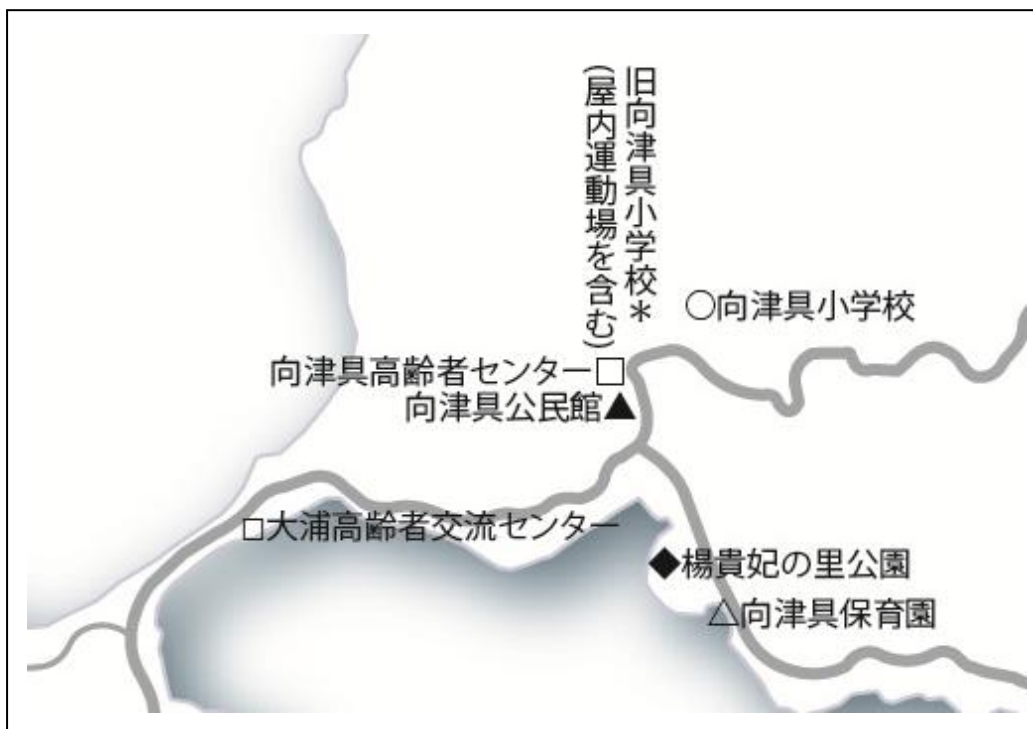 旧向津具小学校＊
(屋内運動場を含む)
○向津具小学校
向津具高齢者センター□
向津具公民館▲
□大浦高齢者交流センター
◆楊貴妃の里公園
△向津具保育園